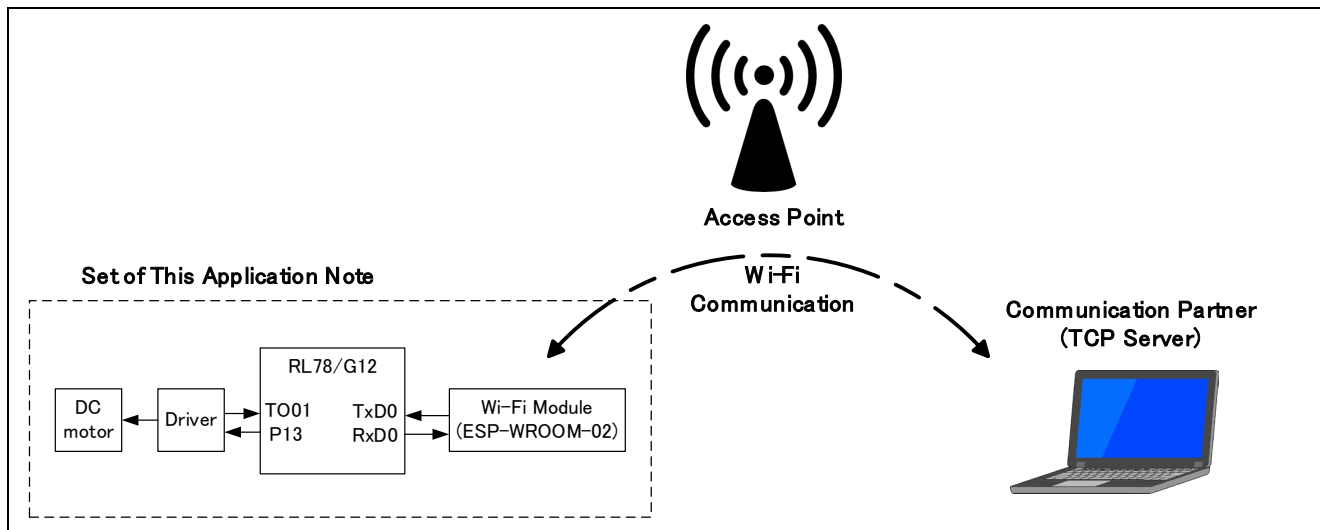 Access Point
Wi-Fi
Communication
Set of This Application Note
Communication Partner
(TCP Server)
RL78/G12
DC
motor
Driver
TO01
P13
TxD0
RxD0
Wi-Fi Module
(ESP-WROOM-02)